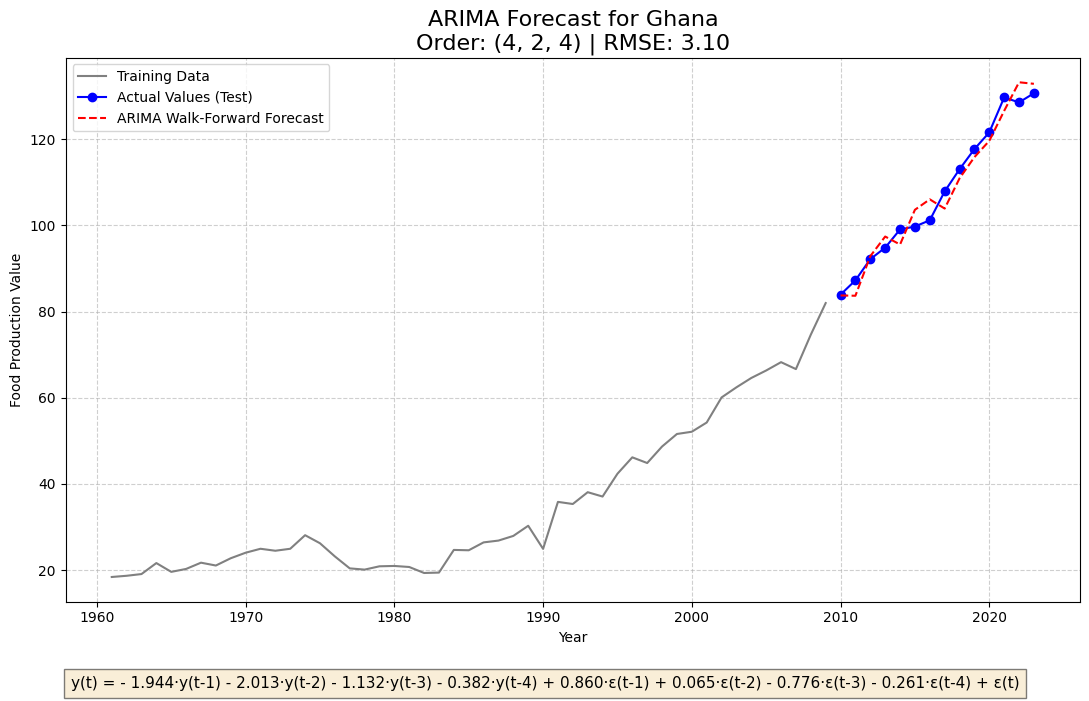 ARIMA Forecast for Ghana
Order: (4, 2, 4) | RMSE: 3.10
Training Data
Actual Values (Test)
ARIMA Walk-Forward Forecast
Food Production Value
120
100
80
60
40
20
1960 1970 1980 1990 2000 2010 2020
Year
y(t) = - 1.944·y(t-1) - 2.013·y(t-2) - 1.132·y(t-3) - 0.382·y(t-4) + 0.860·ε(t-1) + 0.065·ε(t-2) - 0.776·ε(t-3) - 0.261·ε(t-4) + ε(t)